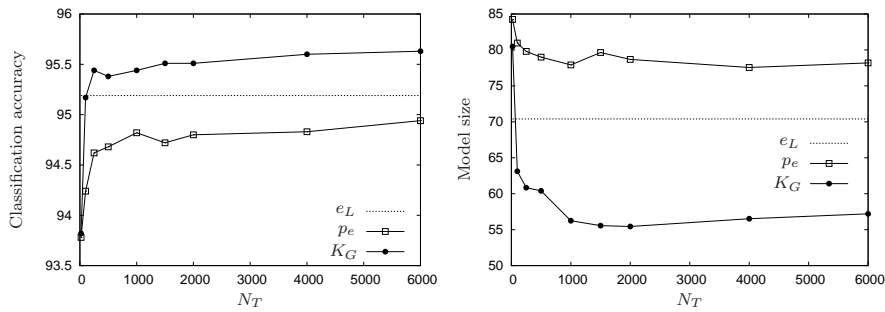 96
95.5
95
94.5
94
93.5
Classification accuracy
e_L
p_e
K_G
0 1000 2000 3000 4000 5000 6000
N_T
85
80
75
70
65
60
55
50
Model size
e_L
p_e
K_G
0 1000 2000 3000 4000 5000 6000
N_T